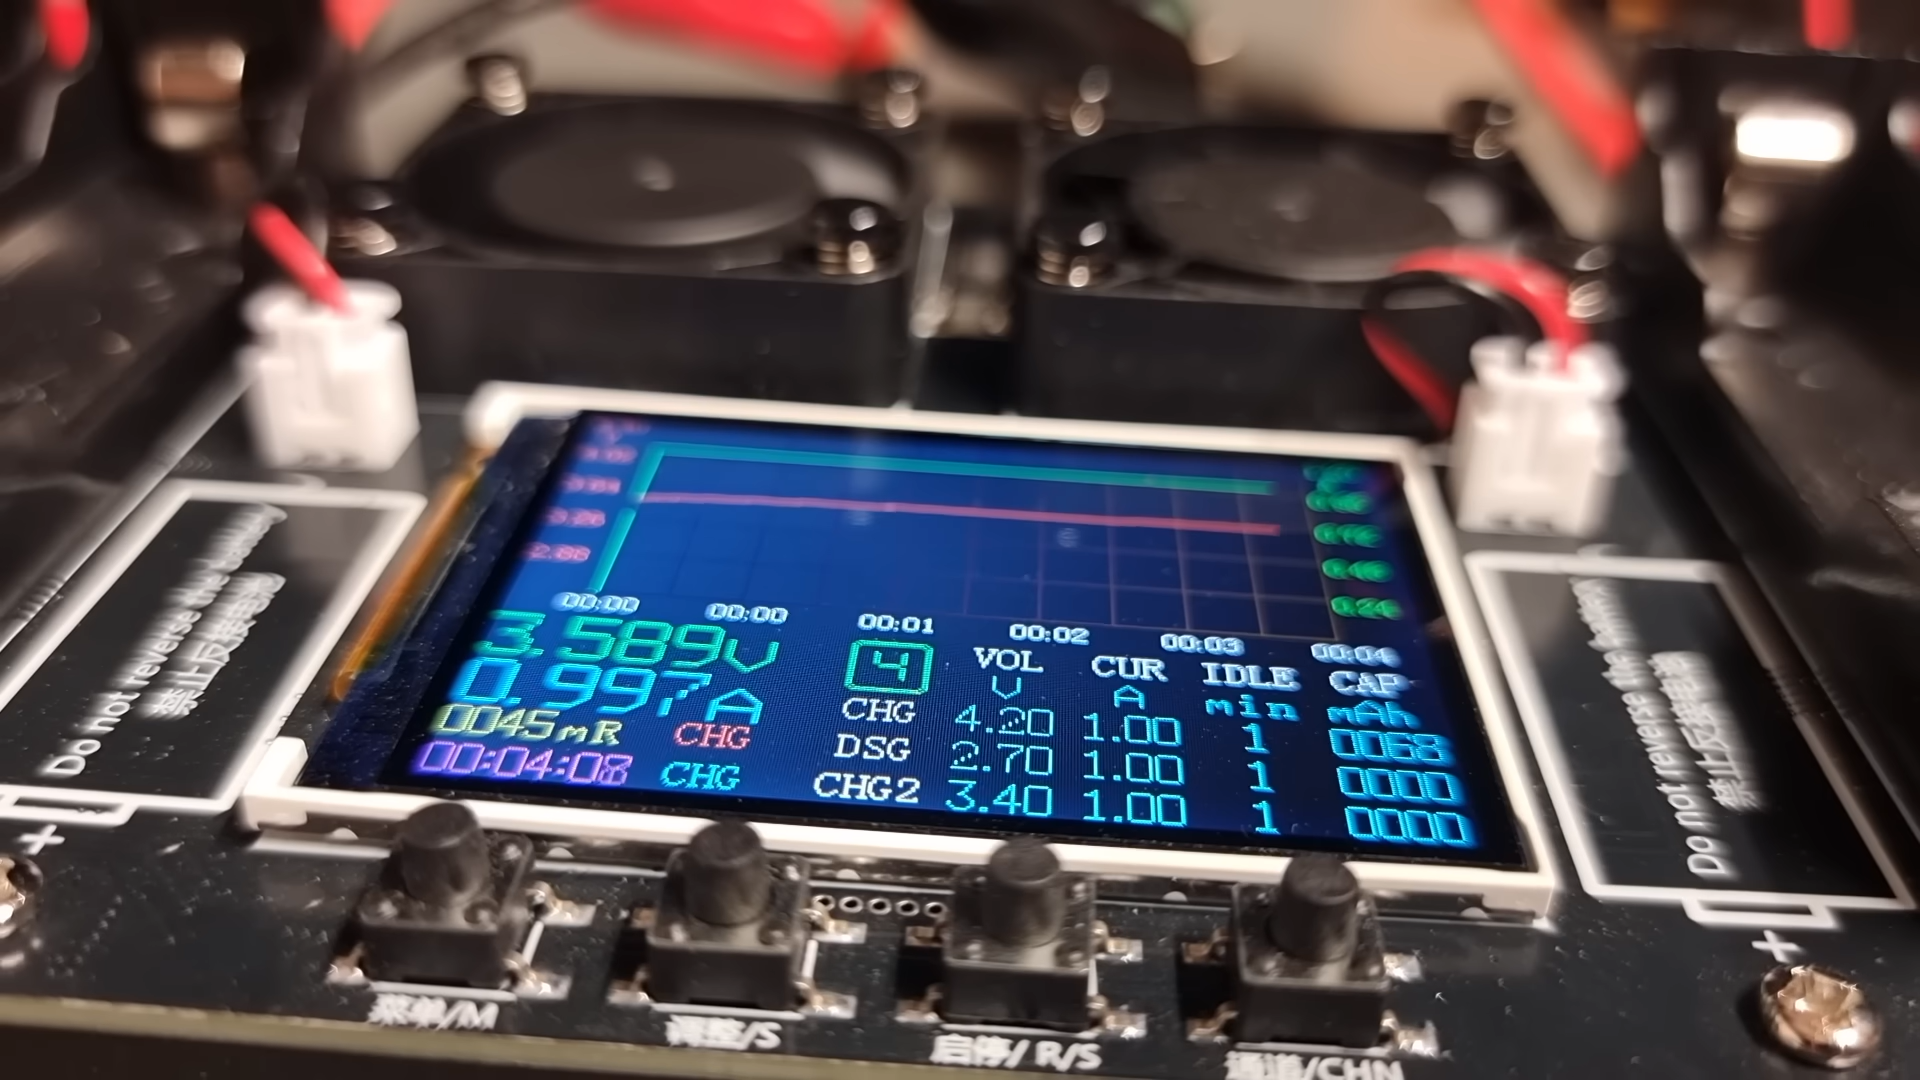 2.88
0.24
00:00 00:00 00:01 00:02 00:03 00:04
3.589V
0.997A
0045mR CHG
00:04:08 CHG
4 VOL CUR IDLE CAP
V A min mAh
CHG 4.20 1.00 1 0068
DSG 2.70 1.00 1 0000
CHG2 3.40 1.00 1 0000
Do not reverse the battery
禁止反接电池
+
Do not reverse the battery
禁止反接电池
+
菜单/M
调整/S
启停/ R/S
通道/CHN